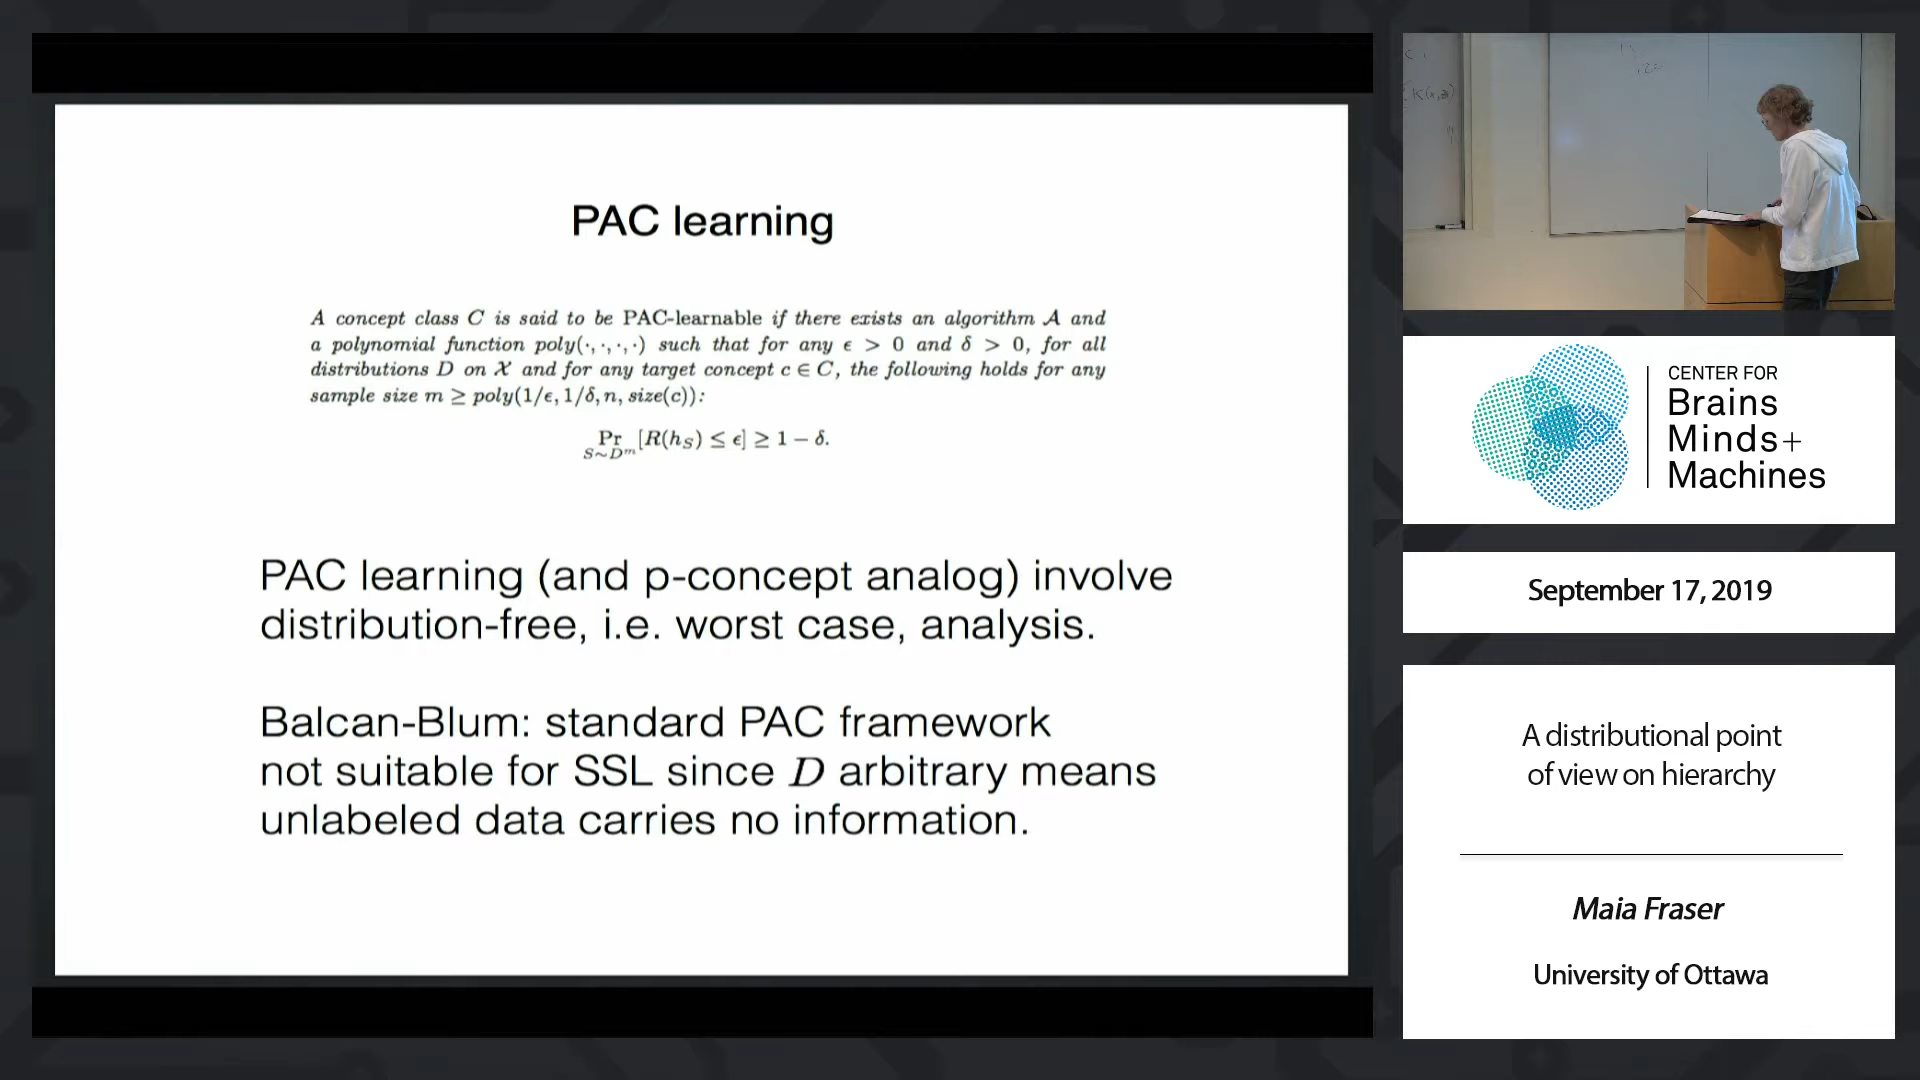 PAC learning
A concept class C is said to be PAC-learnable if there exists an algorithm A and
a polynomial function poly(·,·,·,·) such that for any ϵ > 0 and δ > 0, for all
distributions D on X and for any target concept c ∈ C, the following holds for any
sample size m ≥ poly(1/ϵ, 1/δ, n, size(c)):
Pr [R(h_S) ≤ ϵ] ≥ 1 − δ.
S∼D^m
PAC learning (and p-concept analog) involve
distribution-free, i.e. worst case, analysis.
Balcan-Blum: standard PAC framework
not suitable for SSL since D arbitrary means
unlabeled data carries no information.
K(x,a)
CENTER FOR
Brains
Minds+
Machines
September 17, 2019
A distributional point
of view on hierarchy
Maia Fraser
University of Ottawa